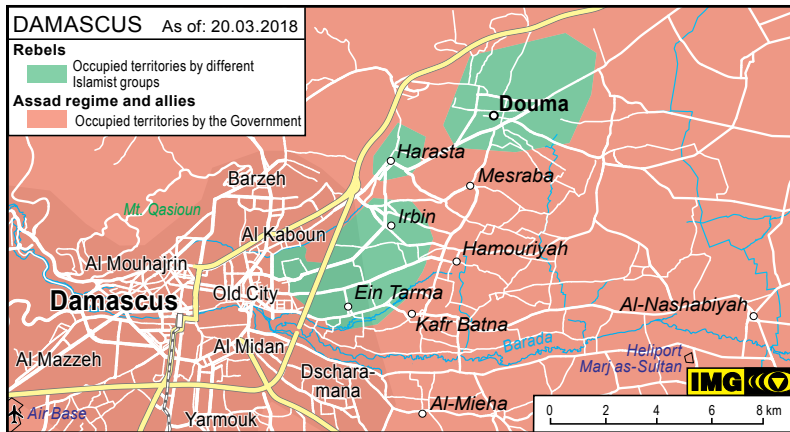 DAMASCUS As of: 20.03.2018
Rebels
Occupied territories by different
Islamist groups
Assad regime and allies
Occupied territories by the Government
Douma
Harasta
Mesraba
Barzeh
Mt. Qasioun
Irbin
Al Kaboun
Hamouriyah
Al Mouhajrin
Old City
Damascus
Ein Tarma
Al-Nashabiyah
Kafr Batna
Barada
Al Midan
Heliport
Marj as-Sultan
Al Mazzeh
Dschara-
mana
IMG
Al-Mieha
Air Base
Yarmouk
0 2 4 6 8 km